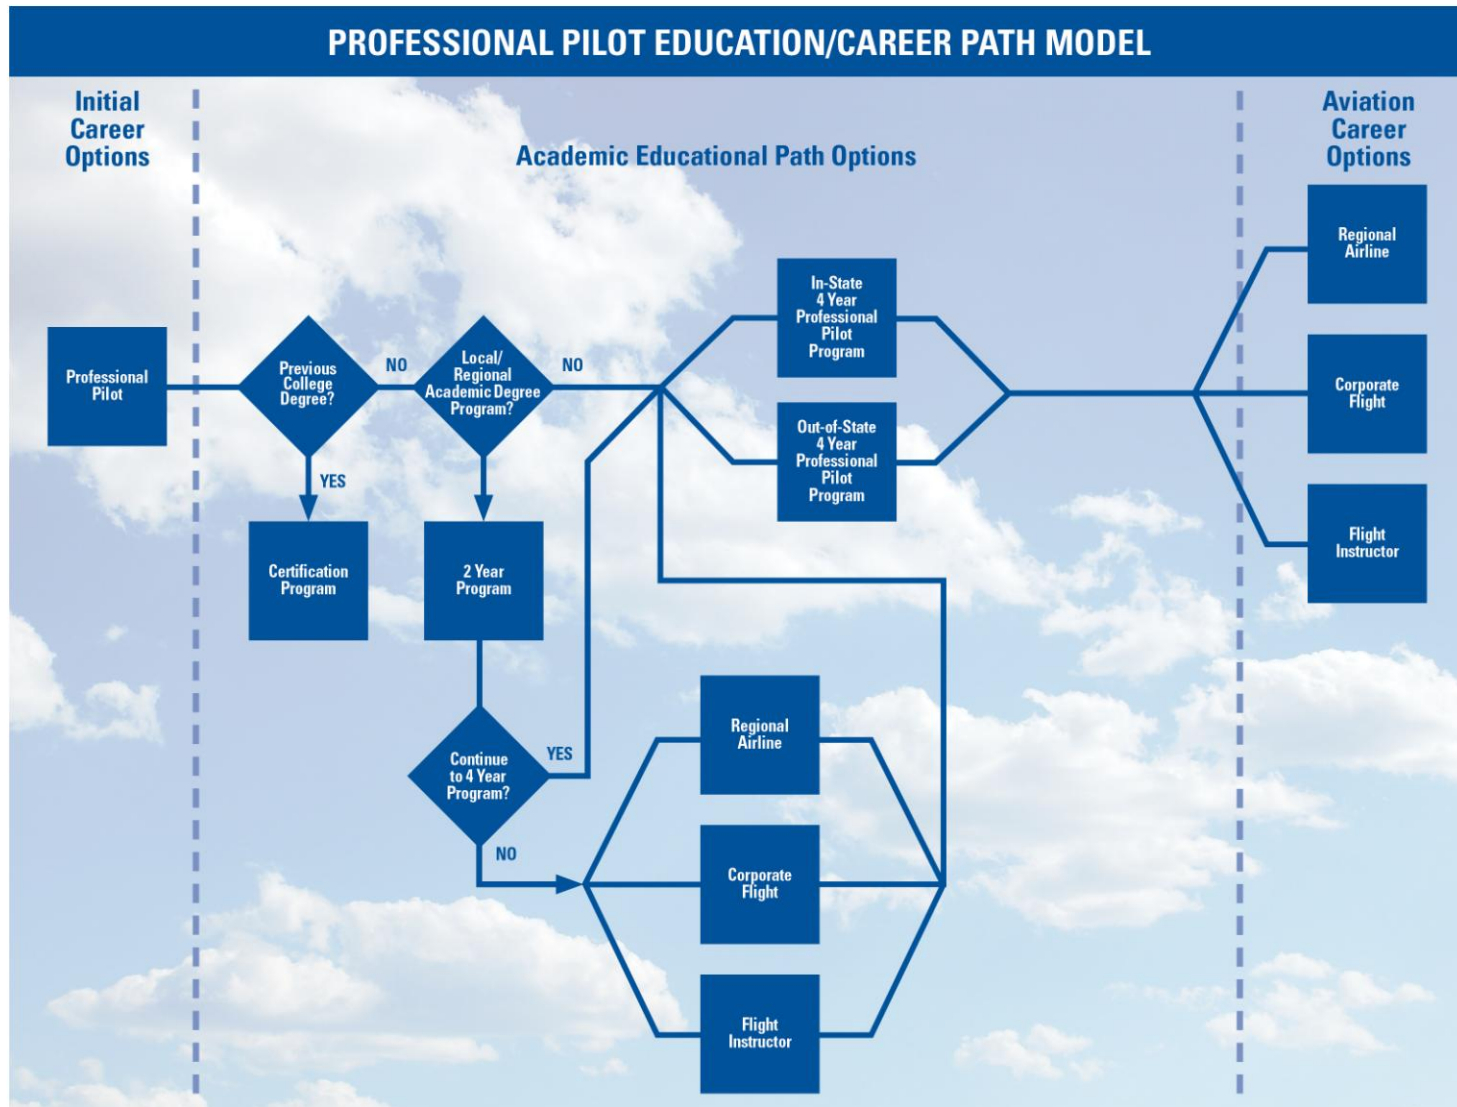 PROFESSIONAL PILOT EDUCATION/CAREER PATH MODEL
Initial
Career
Options
Academic Educational Path Options
Aviation
Career
Options
Professional
Pilot
Previous
College
Degree?
NO
YES
Certification
Program
Local/
Regional
Academic Degree
Program?
NO
2 Year
Program
Continue
to 4 Year
Program?
YES
NO
In-State
4 Year
Professional
Pilot
Program
Out-of-State
4 Year
Professional
Pilot
Program
Regional
Airline
Corporate
Flight
Flight
Instructor
Regional
Airline
Corporate
Flight
Flight
Instructor